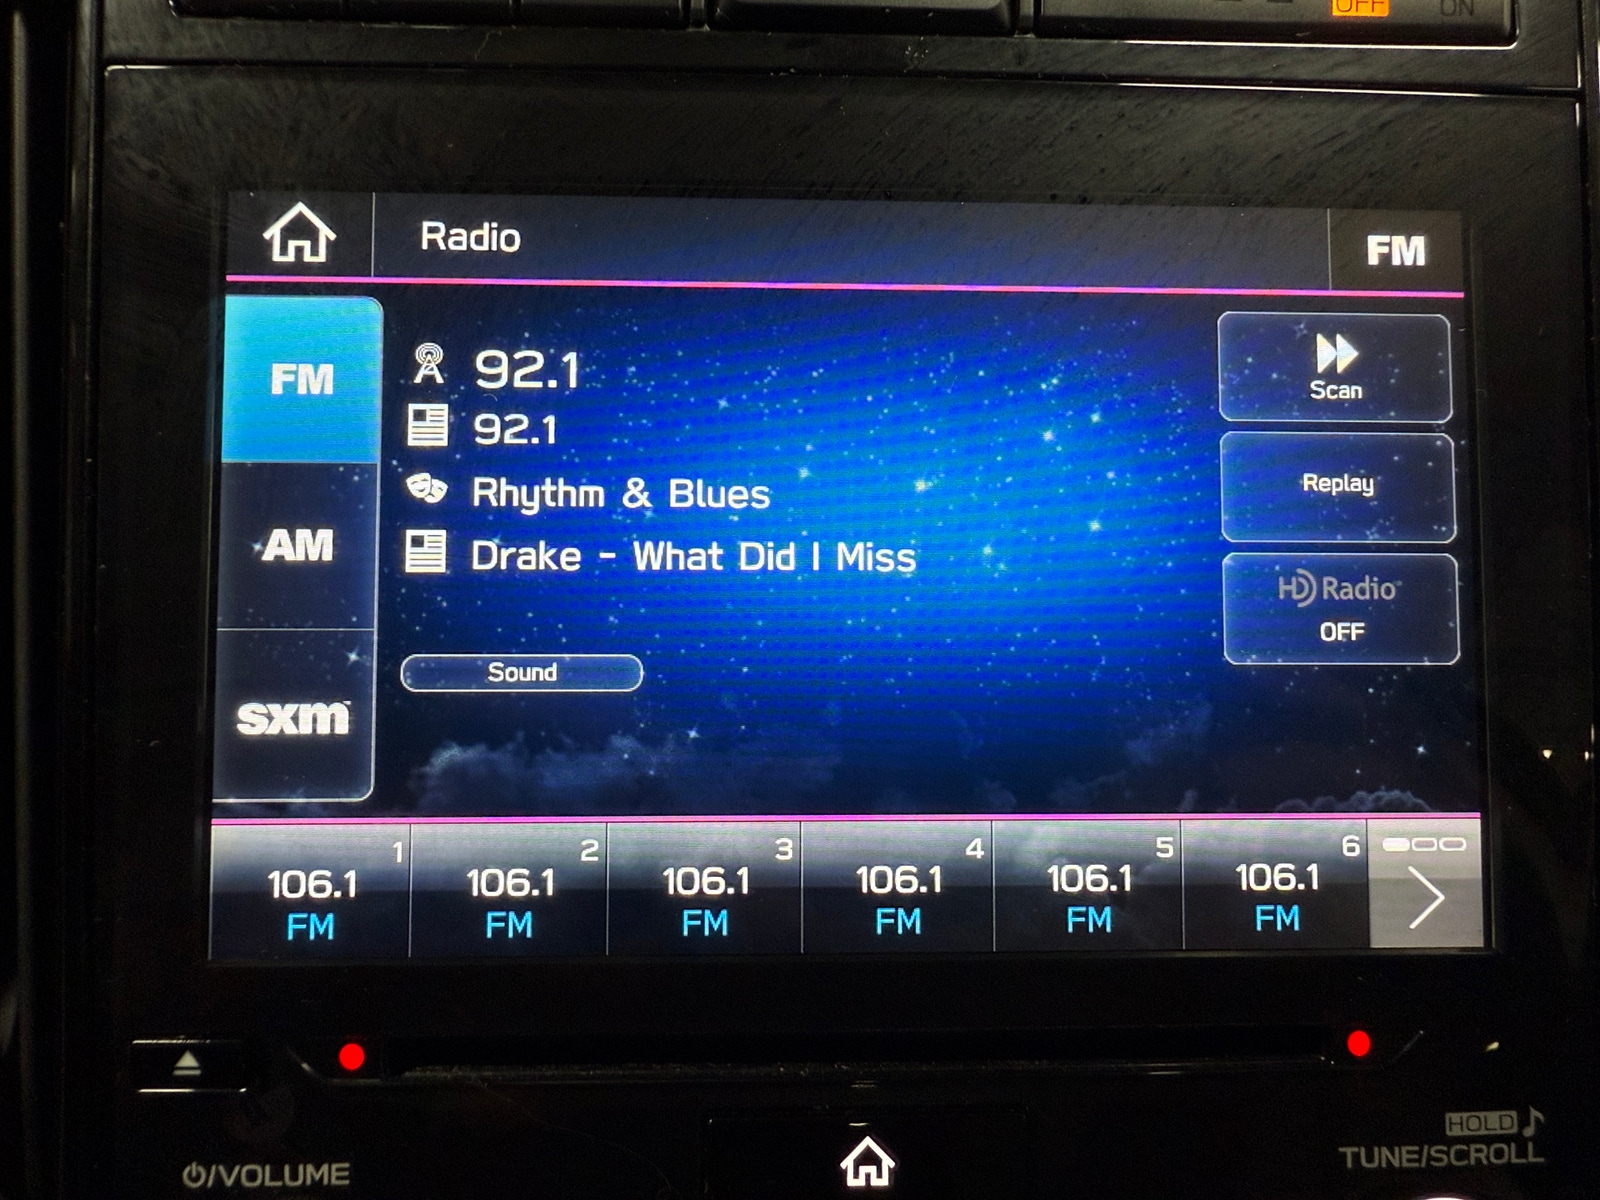 OFF ON
Radio FM
FM
92.1
92.1
Rhythm & Blues
Drake - What Did I Miss
Sound
AM
sxm
Scan
Replay
HD Radio
OFF
1 2 3 4 5 6
106.1 106.1 106.1 106.1 106.1 106.1
FM FM FM FM FM FM
HOLD
/VOLUME
TUNE/SCROLL